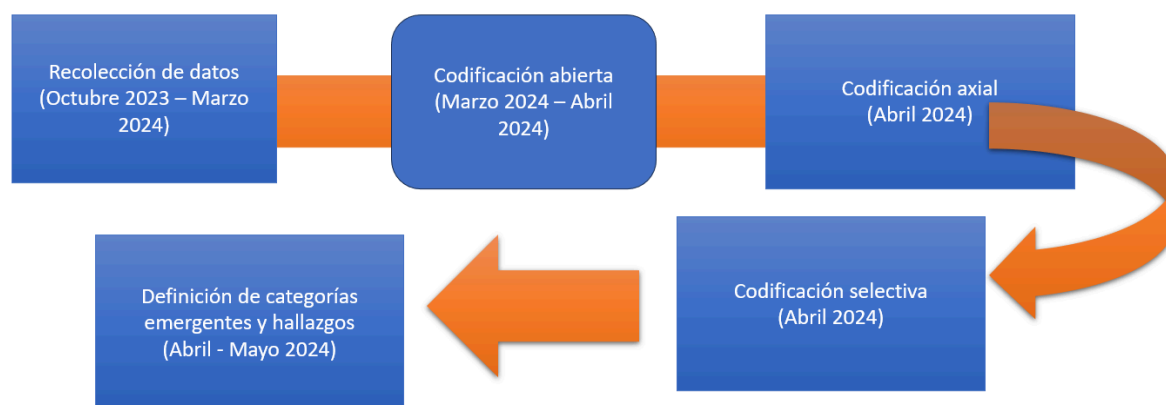 Recolección de datos
(Octubre 2023 – Marzo
2024)
Codificación abierta
(Marzo 2024 – Abril
2024)
Codificación axial
(Abril 2024)
Codificación selectiva
(Abril 2024)
Definición de categorías
emergentes y hallazgos
(Abril - Mayo 2024)